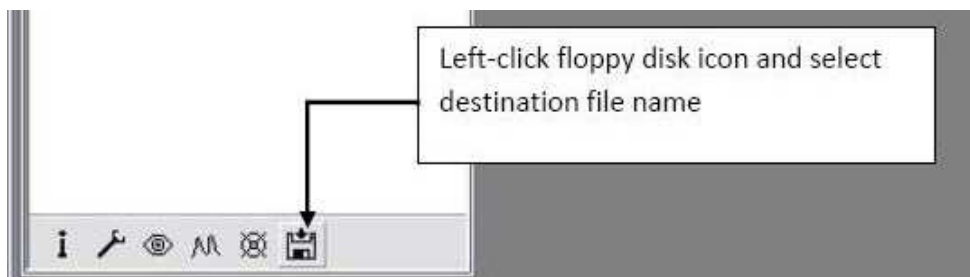 Left-click floppy disk icon and select
destination file name